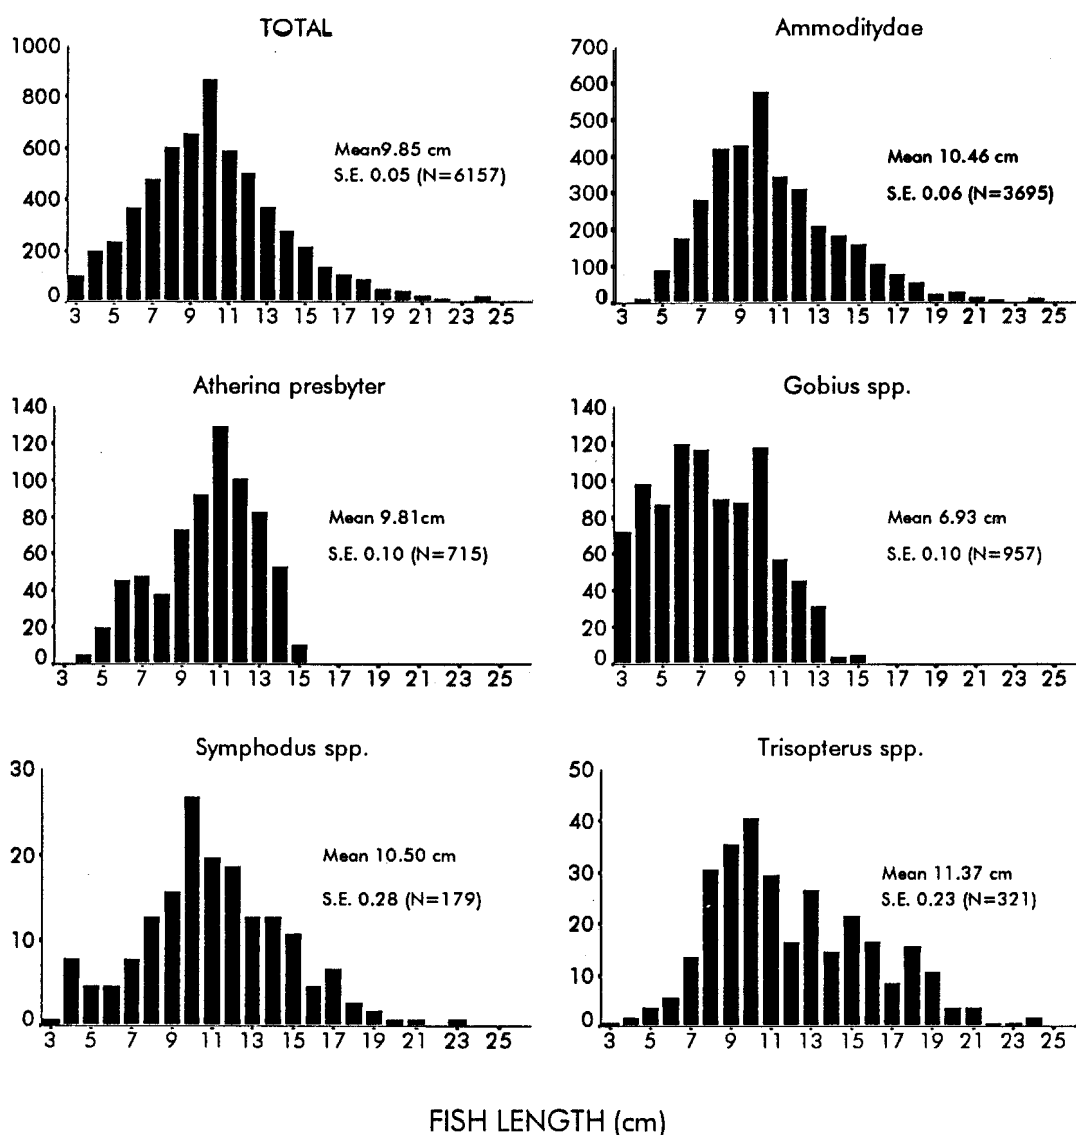 TOTAL
1000
800
600
400
200
0
Mean9.85 cm
S.E. 0.05 (N=6157)
3 5 7 9 11 13 15 17 19 21 23 25
Ammoditydae
700
600
500
400
300
200
100
0
Mean 10.46 cm
S.E. 0.06 (N=3695)
3 5 7 9 11 13 15 17 19 21 23 25
Atherina presbyter
140
120
100
80
60
40
20
0
Mean 9.81cm
S.E. 0.10 (N=715)
3 5 7 9 11 13 15 17 19 21 23 25
Gobius spp.
140
120
100
80
60
40
20
0
Mean 6.93 cm
S.E. 0.10 (N=957)
3 5 7 9 11 13 15 17 19 21 23 25
Symphodus spp.
30
20
10
0
Mean 10.50 cm
S.E. 0.28 (N=179)
3 5 7 9 11 13 15 17 19 21 23 25
Trisopterus spp.
50
40
30
20
10
0
Mean 11.37 cm
S.E. 0.23 (N=321)
3 5 7 9 11 13 15 17 19 21 23 25
FISH LENGTH (cm)